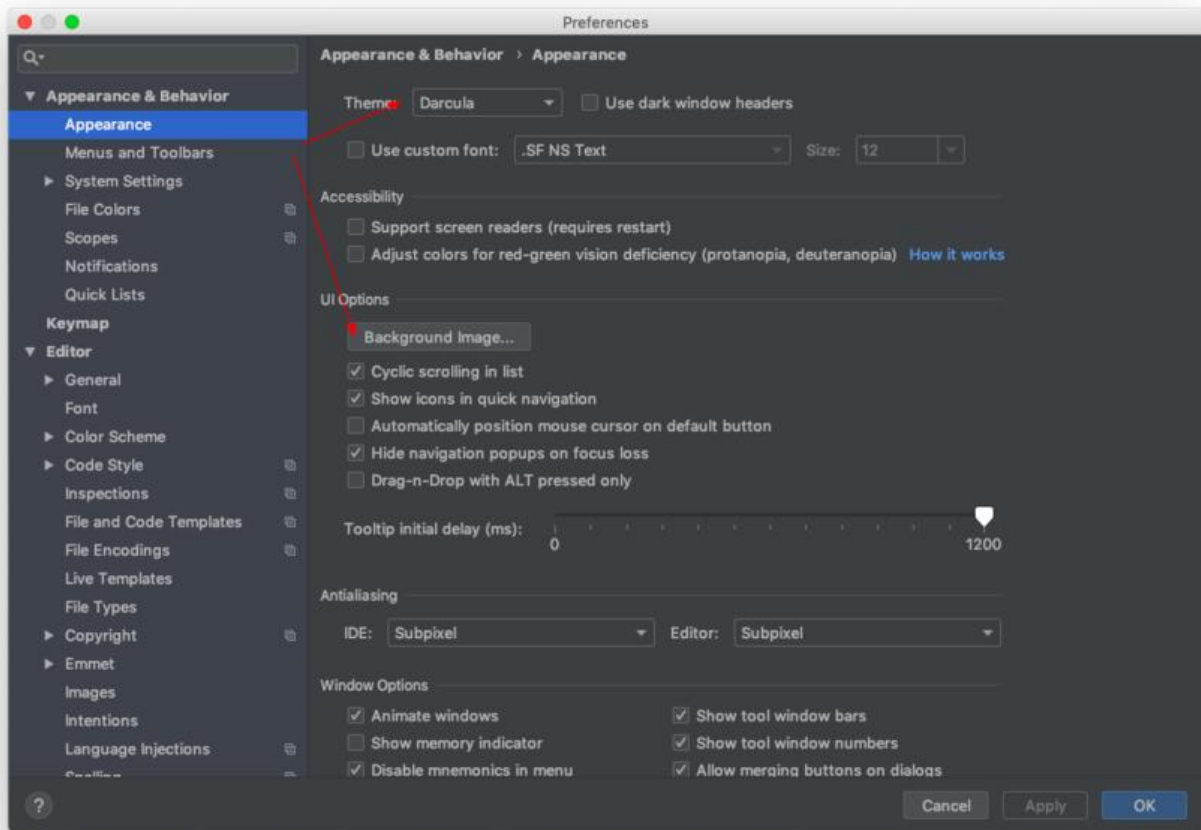 Preferences
Appearance & Behavior
Appearance
Menus and Toolbars
System Settings
File Colors
Scopes
Notifications
Quick Lists
Keymap
Editor
General
Font
Color Scheme
Code Style
Inspections
File and Code Templates
File Encodings
Live Templates
File Types
Copyright
Emmet
Images
Intentions
Language Injections
Spelling
Appearance & Behavior › Appearance
Theme: Darcula Use dark window headers
Use custom font: .SF NS Text Size: 12
Accessibility
Support screen readers (requires restart)
Adjust colors for red-green vision deficiency (protanopia, deuteranopia) How it works
UI Options
Background Image...
Cyclic scrolling in list
Show icons in quick navigation
Automatically position mouse cursor on default button
Hide navigation popups on focus loss
Drag-n-Drop with ALT pressed only
Tooltip initial delay (ms):
0 1200
Antialiasing
IDE: Subpixel Editor: Subpixel
Window Options
Animate windows Show tool window bars
Show memory indicator Show tool window numbers
Disable mnemonics in menu Allow merging buttons on dialogs
? Cancel Apply OK